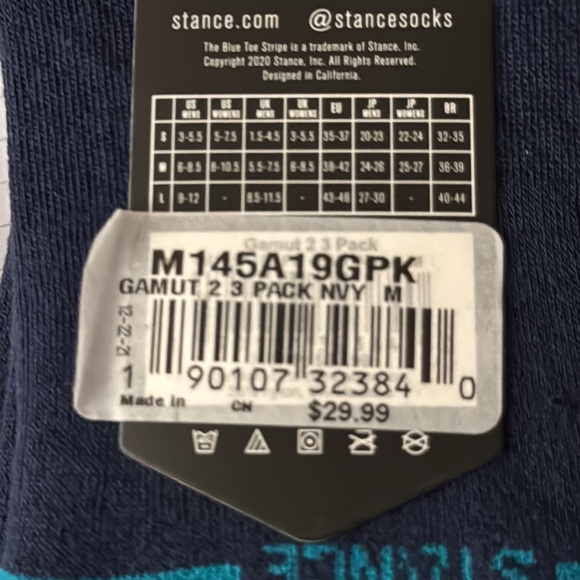 stance.com @stancesocks
The Blue Toe Stripe is a trademark of Stance, Inc.
Copyright 2020 Stance, Inc. All Rights Reserved.
Designed in California.
US MENS US WOMENS UK MENS UK WOMENS EU JP MENS JP WOMENS BR
S 3-5.5 5-7.5 1.5-4.5 3-5.5 35-37 20-23 22-24 32-35
M 6-8.5 8-10.5 5.5-7.5 6-8.5 38-42 24-26 25-27 36-39
L 9-12 - 8.5-11.5 - 43-46 27-30 - 40-44
Gamut 2 3 Pack
M145A19GPK
GAMUT 2 3 PACK NVY M
12-22-21
1 90107 32384 0
Made in CN $29.99
STANCE